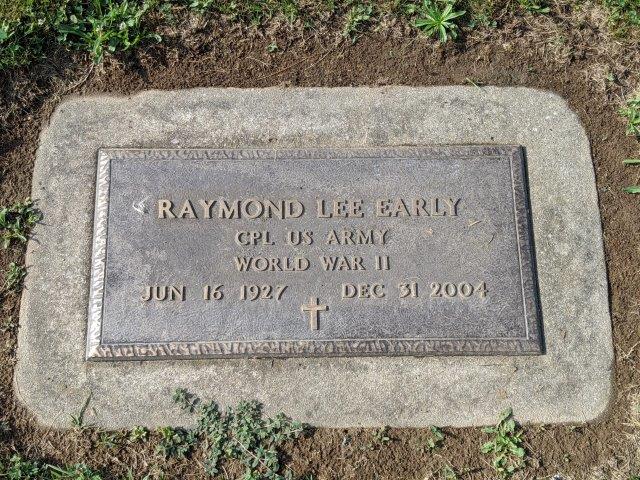 RAYMOND LEE EARLY
CPL US ARMY
WORLD WAR II
JUN 16 1927 DEC 31 2004